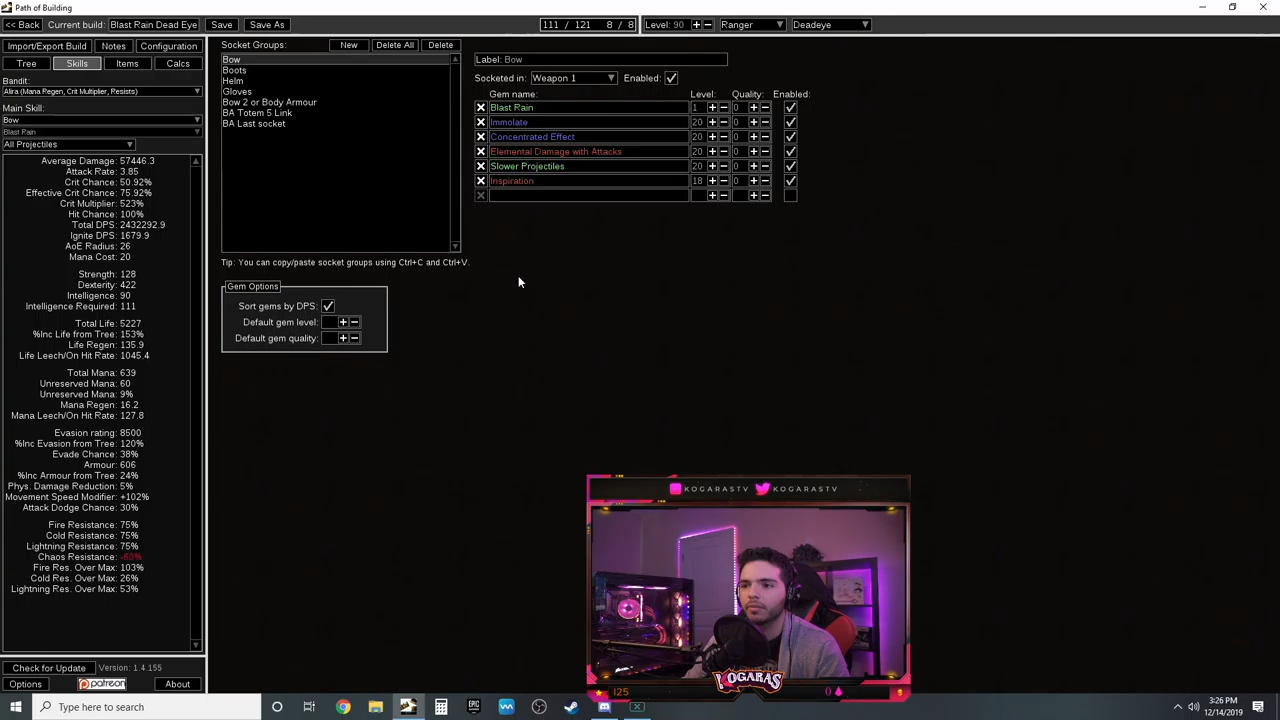 Path of Building
<< Back Current build: Blast Rain Dead Eye Save Save As 111 / 121 8 / 8 Level: 90 + − Ranger Deadeye
Import/Export Build Notes Configuration
Tree Skills Items Calcs
Bandit:
Alira (Mana Regen, Crit Multiplier, Resists)
Main Skill:
Bow
Blast Rain
All Projectiles
Average Damage: 57446.3
Attack Rate: 3.85
Crit Chance: 50.92%
Effective Crit Chance: 75.92%
Crit Multiplier: 523%
Hit Chance: 100%
Total DPS: 2432292.9
Ignite DPS: 1679.9
AoE Radius: 26
Mana Cost: 20
Strength: 128
Dexterity: 422
Intelligence: 90
Intelligence Required: 111
Total Life: 5227
%Inc Life from Tree: 153%
Life Regen: 135.9
Life Leech/On Hit Rate: 1045.4
Total Mana: 639
Unreserved Mana: 60
Unreserved Mana: 9%
Mana Regen: 16.2
Mana Leech/On Hit Rate: 127.8
Evasion rating: 8500
%Inc Evasion from Tree: 120%
Evade Chance: 38%
Armour: 606
%Inc Armour from Tree: 24%
Phys. Damage Reduction: 5%
Movement Speed Modifier: +102%
Attack Dodge Chance: 30%
Fire Resistance: 75%
Cold Resistance: 75%
Lightning Resistance: 75%
Chaos Resistance: -60%
Fire Res. Over Max: 103%
Cold Res. Over Max: 26%
Lightning Res. Over Max: 53%
Check for Update Version: 1.4.155
Options patreon About
Socket Groups: New Delete All Delete
Bow
Boots
Helm
Gloves
Bow 2 or Body Armour
BA Totem 5 Link
BA Last socket
Tip: You can copy/paste socket groups using Ctrl+C and Ctrl+V.
Gem Options
Sort gems by DPS:
Default gem level: + −
Default gem quality: + −
Label: Bow
Socketed in: Weapon 1 Enabled:
Gem name: Level: Quality: Enabled:
Blast Rain 1 + − 0 + −
Immolate 20 + − 0 + −
Concentrated Effect 20 + − 0 + −
Elemental Damage with Attacks 20 + − 0 + −
Slower Projectiles 20 + − 0 + −
Inspiration 18 + − 0 + −
KOGARASTV KOGARASTV
KOGARAS
125 0
Type here to search
3:26 PM
12/14/2019